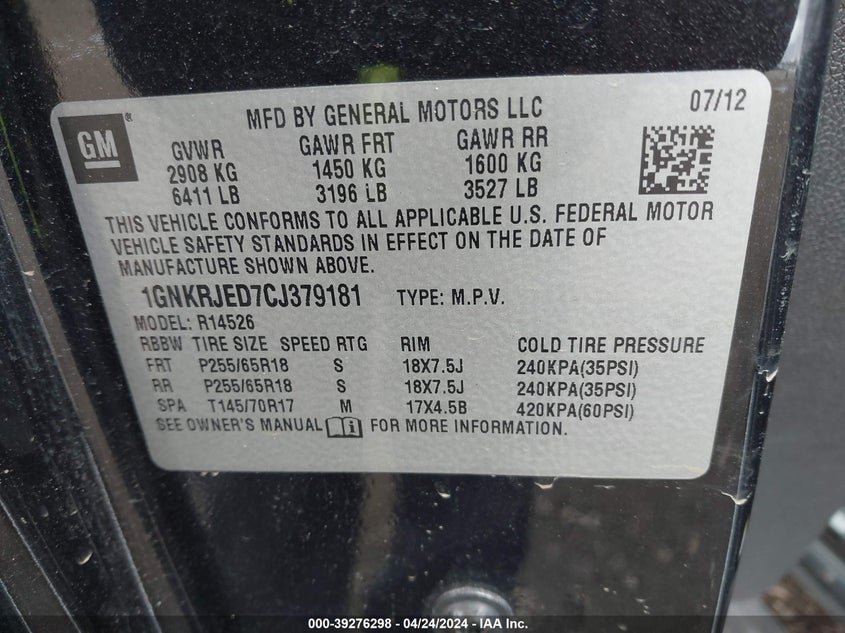 GM ®
MFD BY GENERAL MOTORS LLC 07/12
GVWR GAWR FRT GAWR RR
2908 KG 1450 KG 1600 KG
6411 LB 3196 LB 3527 LB
THIS VEHICLE CONFORMS TO ALL APPLICABLE U.S. FEDERAL MOTOR
VEHICLE SAFETY STANDARDS IN EFFECT ON THE DATE OF
MANUFACTURE SHOWN ABOVE.
1GNKRJED7CJ379181 TYPE: M.P.V.
MODEL: R14526
RBBW TIRE SIZE SPEED RTG RIM COLD TIRE PRESSURE
FRT P255/65R18 S 18X7.5J 240KPA(35PSI)
RR P255/65R18 S 18X7.5J 240KPA(35PSI)
SPA T145/70R17 M 17X4.5B 420KPA(60PSI)
SEE OWNER'S MANUAL i FOR MORE INFORMATION.
000-39276298 - 04/24/2024 - IAA Inc.